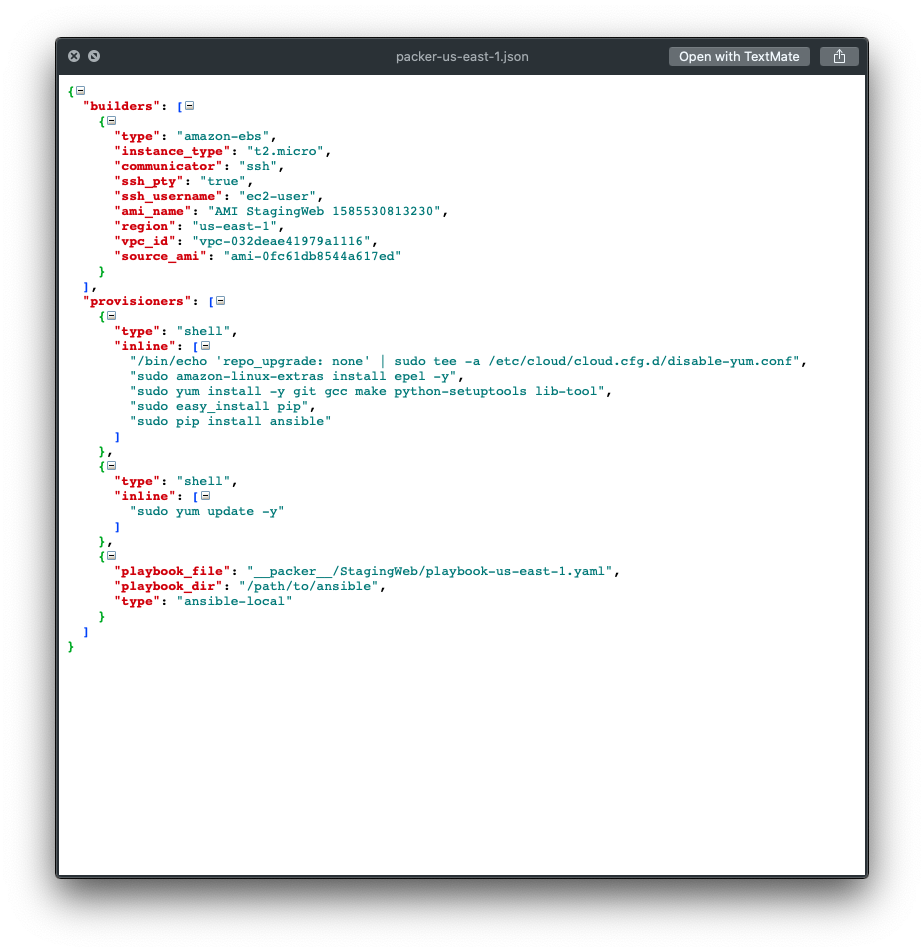 packer-us-east-1.json
Open with TextMate
{
"builders": [
{
"type": "amazon-ebs",
"instance_type": "t2.micro",
"communicator": "ssh",
"ssh_pty": "true",
"ssh_username": "ec2-user",
"ami_name": "AMI StagingWeb 1585530813230",
"region": "us-east-1",
"vpc_id": "vpc-032deae41979a1116",
"source_ami": "ami-0fc61db8544a617ed"
}
],
"provisioners": [
{
"type": "shell",
"inline": [
"/bin/echo 'repo_upgrade: none' | sudo tee -a /etc/cloud/cloud.cfg.d/disable-yum.conf",
"sudo amazon-linux-extras install epel -y",
"sudo yum install -y git gcc make python-setuptools lib-tool",
"sudo easy_install pip",
"sudo pip install ansible"
]
},
{
"type": "shell",
"inline": [
"sudo yum update -y"
]
},
{
"playbook_file": "__packer__/StagingWeb/playbook-us-east-1.yaml",
"playbook_dir": "/path/to/ansible",
"type": "ansible-local"
}
]
}